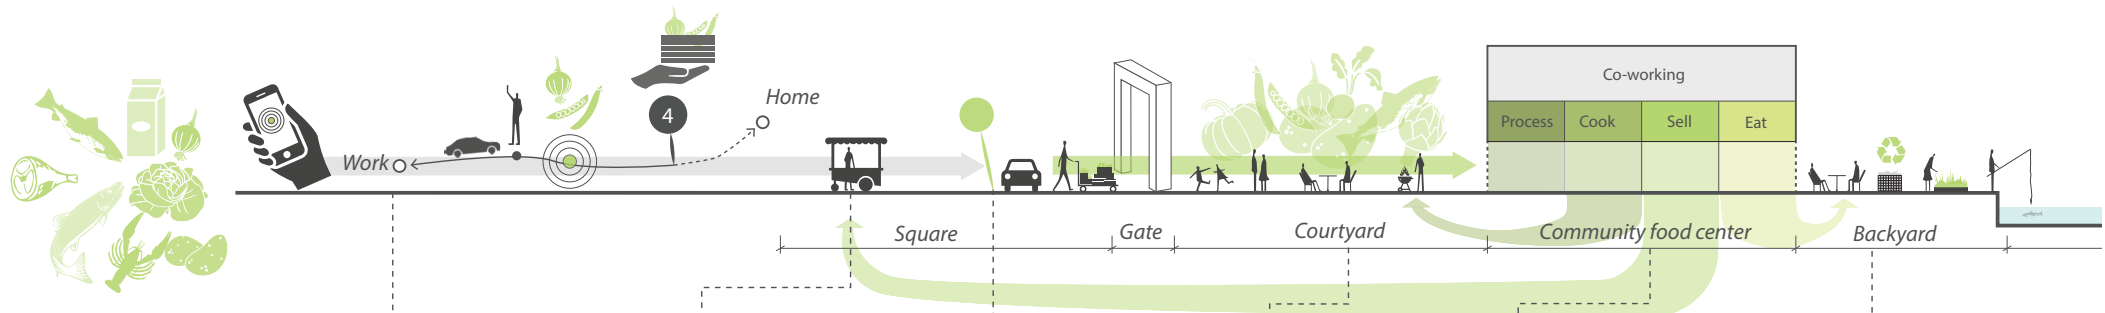 Work
4
Home
Co-working
Process
Cook
Sell
Eat
Square
Gate
Courtyard
Community food center
Backyard